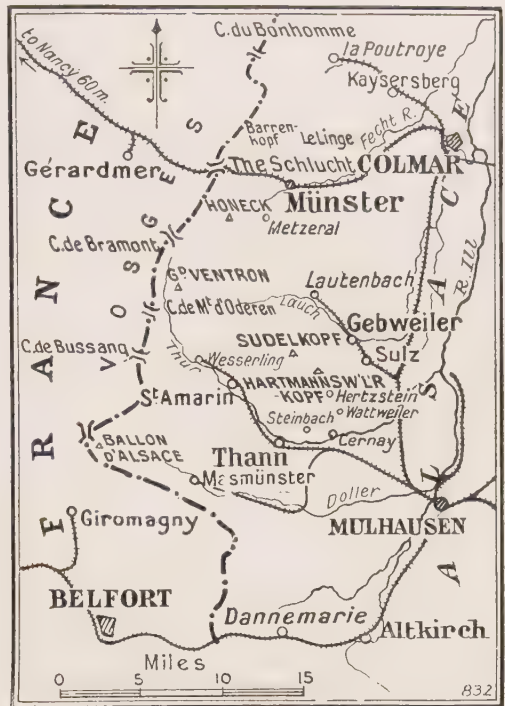 C. du Bonhomme
to Nancy 60 m.
la Poutroye
Kaysersberg
Barrenkopf
Le Linge
Fecht R.
Gérardmer
The Schlucht
COLMAR
HONECK
Münster
Metzeral
C. de Bramont
Gᴰ VENTRON
Lautenbach
C. de Mᵗ d'Oderen
Lauch
Gebweiler
R. Ill
C. de Bussang
SUDELKOPF
Sulz
Thur
Wesserling
HARTMANNSW'LR
-KOPF
Hertzstein
Sᵗ Amarin
Steinbach
Wattweiler
Cernay
BALLON
D'ALSACE
Thann
Masmünster
Doller
Giromagny
MULHAUSEN
BELFORT
Dannemarie
Altkirch
FRANCE
VOSGES
ALSACE
Miles
0 5 10 15
832